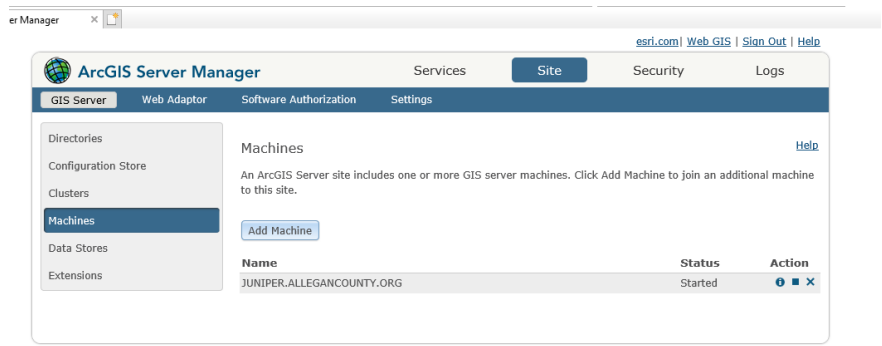 er Manager
esri.com| Web GIS | Sign Out | Help
ArcGIS Server Manager
Services
Site
Security
Logs
GIS Server
Web Adaptor
Software Authorization
Settings
Directories
Configuration Store
Clusters
Machines
Data Stores
Extensions
Machines
Help
An ArcGIS Server site includes one or more GIS server machines. Click Add Machine to join an additional machine
to this site.
Add Machine
Name Status Action
JUNIPER.ALLEGANCOUNTY.ORG Started